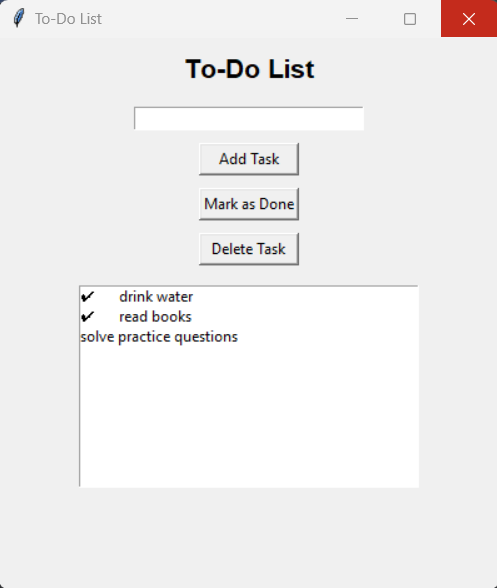 To-Do List
To-Do List
Add Task
Mark as Done
Delete Task
✔ drink water
✔ read books
solve practice questions